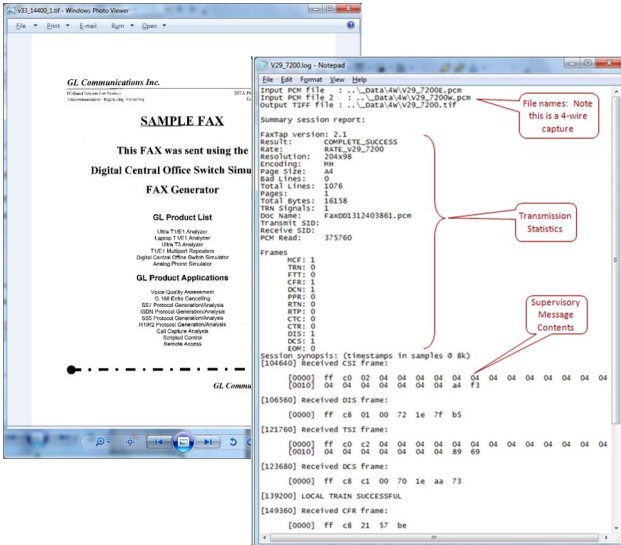 v33_14400_1.tif - Windows Photo Viewer
File Print E-mail Burn Open
GL Communications Inc.
SAMPLE FAX
This FAX was sent using the
Digital Central Office Switch Simu
FAX Generator
GL Product List
Ultra T1/E1 Analyzer
Laptop T1/E1 Analyzer
Ultra T3 Analyzer
T1/E1 Multiport Repeaters
Digital Central Office Switch Simulator
Analog Phone Simulator
GL Product Applications
Voice Quality Assessment
G.168 Echo Cancelling
SS7 Protocol Generation/Analysis
ISDN Protocol Generation/Analysis
SS5 Protocol Generation/Analysis
R1/R2 Protocol Generation/Analysis
Call Capture Analysis
Scripted Control
Remote Access
GL Commu
V29_7200.log - Notepad
File Edit Format View Help
Input PCM file : ..\_Data\4W\V29_7200E.pcm
Input PCM file 2 : ..\_Data\4W\V29_7200W.pcm
Output TIFF file : ..\_Data\4W\V29_7200.tif
Summary session report:
FaxTap version: 2.1
Result: COMPLETE_SUCCESS
Rate: RATE_V29_7200
Resolution: 204x98
Encoding: MH
Page Size: A4
Bad Lines: 0
Total Lines: 1076
Pages: 1
Total Bytes: 16158
TRN Signals: 1
Doc Name: FaxDD1312403861.pcm
Transmit SID:
Receive SID:
PCM Read: 375760
Frames
MCF: 1
TRN: 0
FTT: 0
CFR: 1
DCN: 1
PPR: 0
RTN: 0
RTP: 0
CTC: 0
CTR: 0
DIS: 1
DCS: 1
EOM: 0
Session synopsis: (timestamps in samples @ 8k)
[104640] Received CSI frame:
[0000] ff c0 02 04 04 04 04 04 04 04 04 04 04 04 04 04
[0010] 04 04 04 04 04 04 a4 f3
[106560] Received DIS frame:
[0000] ff c8 01 00 72 1e 7f b5
[121760] Received TSI frame:
[0000] ff c0 c2 04 04 04 04 04 04 04 04 04 04 04 04 04
[0010] 04 04 04 04 04 04 89 69
[123680] Received DCS frame:
[0000] ff c8 c1 00 70 1e aa 73
[139200] LOCAL TRAIN SUCCESSFUL
[149360] Received CFR frame:
[0000] ff c8 21 57 be
File names: Note
this is a 4-wire
capture
Transmission
Statistics
Supervisory
Message
Contents